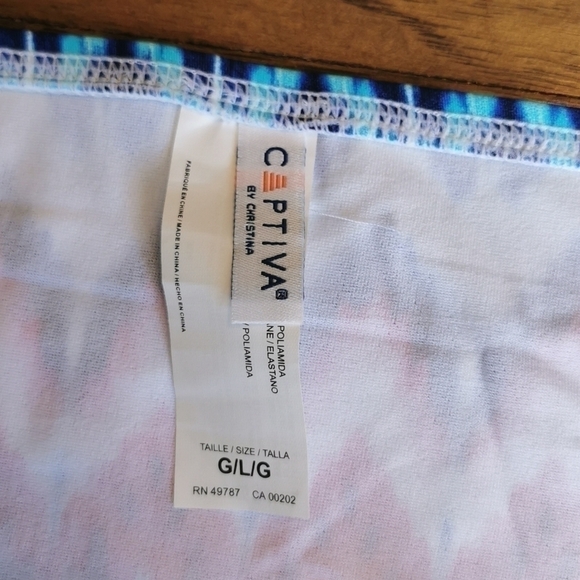 CAPTIVA®
BY CHRISTINA
FABRIQUÉ EN CHINE / MADE IN CHINA / HECHO EN CHINA
POLIAMIDA
NE / ELASTANO
/ POLIAMIDA
TAILLE / SIZE / TALLA
G/L/G
RN 49787 CA 00202